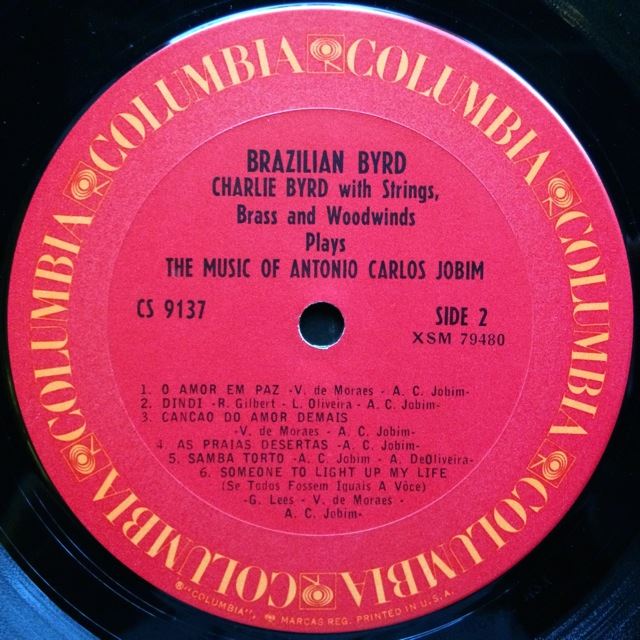 COLUMBIA COLUMBIA COLUMBIA COLUMBIA COLUMBIA COLUMBIA
BRAZILIAN BYRD
CHARLIE BYRD with Strings,
Brass and Woodwinds
Plays
THE MUSIC OF ANTONIO CARLOS JOBIM
CS 9137
SIDE 2
XSM 79480
1. O AMOR EM PAZ -V. de Moraes - A. C. Jobim-
2. DINDI -R. Gilbert - L. Oliveira - A. C. Jobim-
3. CANCAO DO AMOR DEMAIS
-V. de Moraes - A. C. Jobim-
4. AS PRAIAS DESERTAS -A. C. Jobim-
5. SAMBA TORTO -A. C. Jobim - A. DeOliveira-
6. SOMEONE TO LIGHT UP MY LIFE
(Se Todos Fossem Iguais A Vôce)
-G. Lees - V. de Moraes -
A. C. Jobim-
®"COLUMBIA", MARCAS REG. PRINTED IN U.S.A.